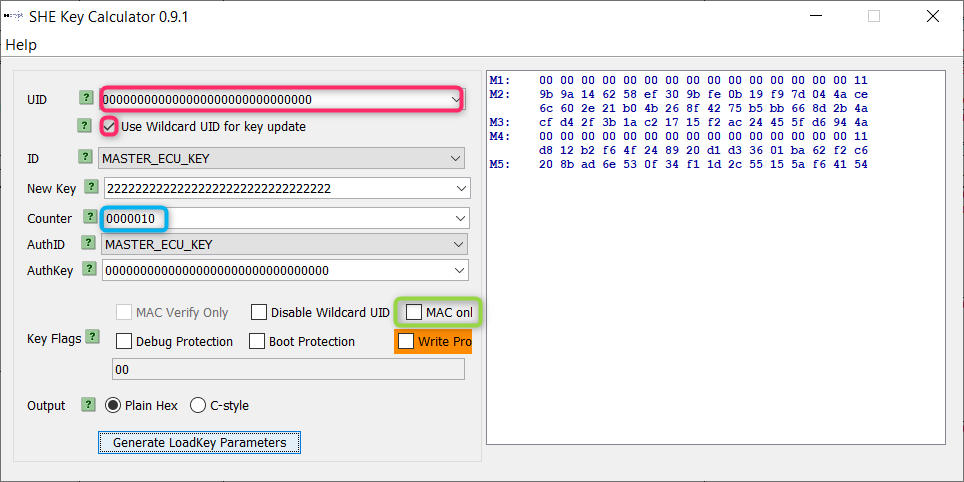 SHE Key Calculator 0.9.1
Help
UID ? 000000000000000000000000000000
? Use Wildcard UID for key update
ID ? MASTER_ECU_KEY
New Key ? 22222222222222222222222222222222
Counter ? 0000010
AuthID ? MASTER_ECU_KEY
AuthKey ? 00000000000000000000000000000000
MAC Verify Only Disable Wildcard UID MAC onl
Key Flags ? Debug Protection Boot Protection Write Pro
00
Output ? Plain Hex C-style
Generate LoadKey Parameters
M1: 00 00 00 00 00 00 00 00 00 00 00 00 00 00 00 11
M2: 9b 9a 14 62 58 ef 30 9b fe 0b 19 f9 7d 04 4a ce
6c 60 2e 21 b0 4b 26 8f 42 75 b5 bb 66 8d 2b 4a
M3: cf d4 2f 3b 1a c2 17 15 f2 ac 24 45 5f d6 94 4a
M4: 00 00 00 00 00 00 00 00 00 00 00 00 00 00 00 11
d8 12 b2 f6 4f 24 89 20 d1 d3 36 01 ba 62 f2 c6
M5: 20 8b ad 6e 53 0f 34 f1 1d 2c 55 15 5a f6 41 54